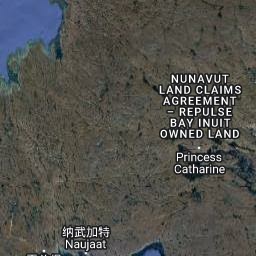 NUNAVUT
LAND CLAIMS
AGREEMENT
– REPULSE
BAY INUIT
OWNED LAND
Princess
Catharine
纳武加特
Naujaat